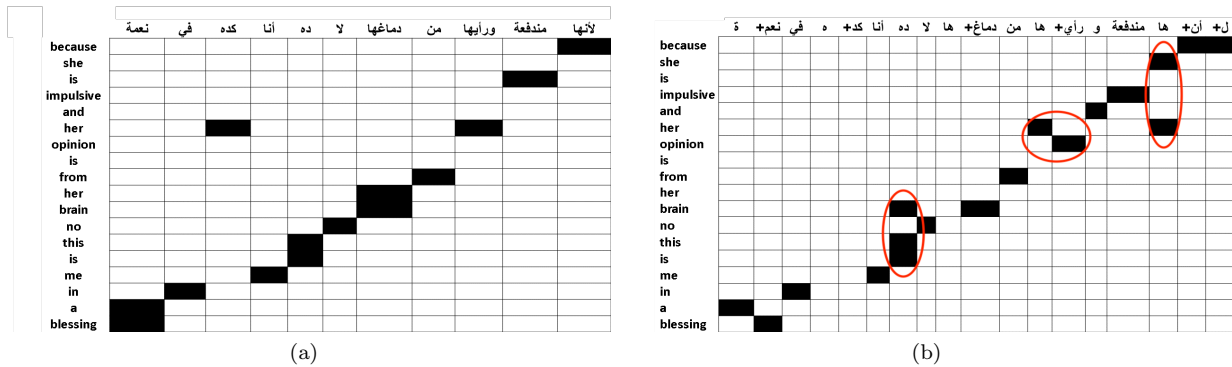 لأنها مندفعة ورأيها من دماغها لا ده أنا كده في نعمة
because
she
is
impulsive
and
her
opinion
is
from
her
brain
no
this
is
me
in
a
blessing
(a)
ل+ أن+ ها مندفعة و رأي+ ها من دماغ+ ها لا ده أنا كد+ ه في نعم+ ة
because
she
is
impulsive
and
her
opinion
is
from
her
brain
no
this
is
me
in
a
blessing
(b)